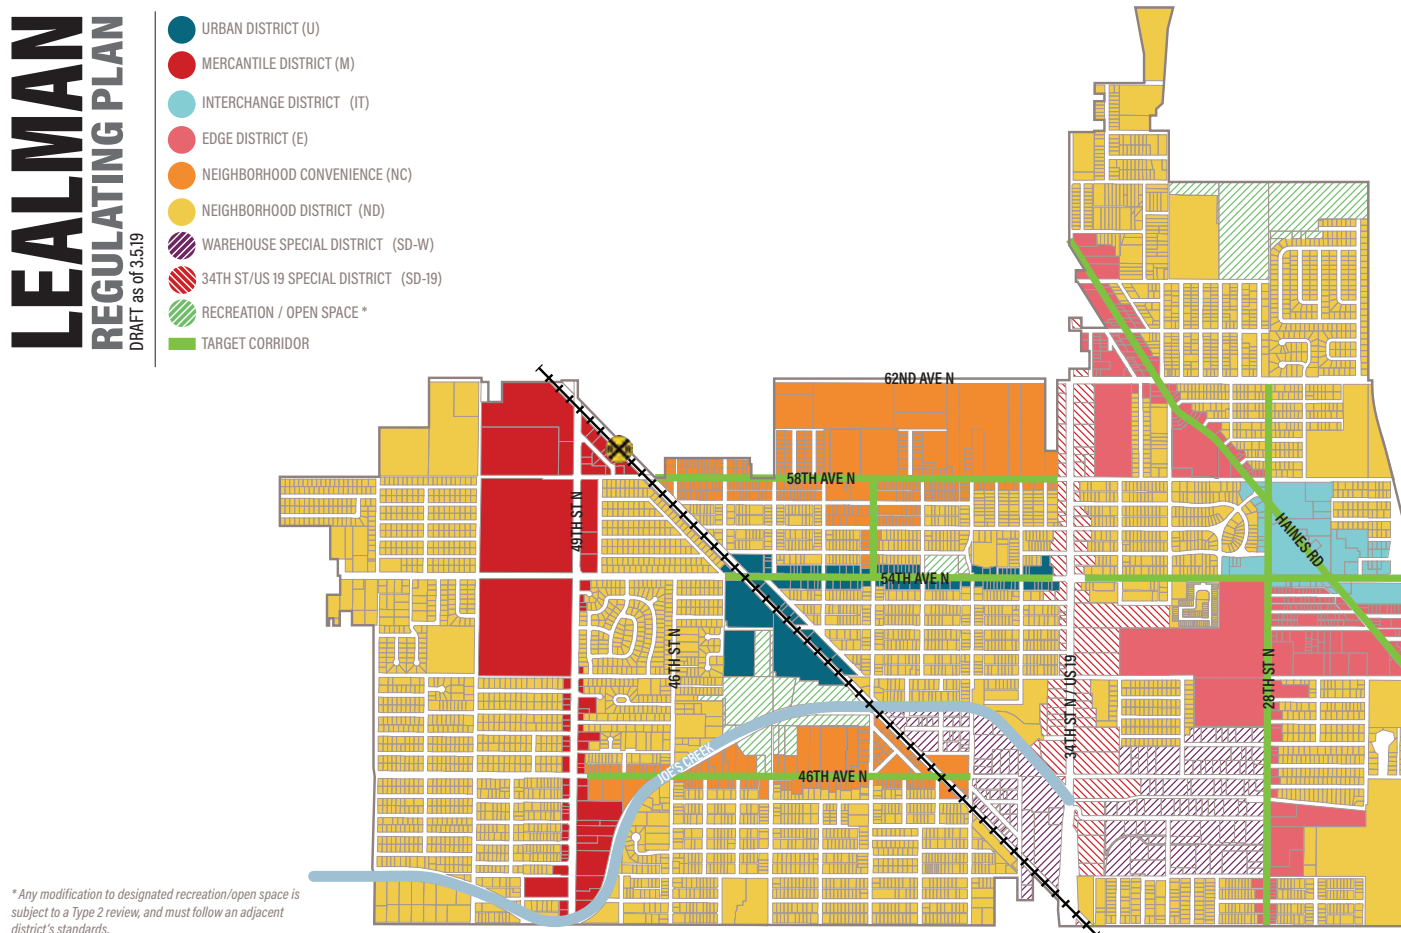 LEALMAN
REGULATING PLAN
DRAFT as of 3.5.19
URBAN DISTRICT (U)
MERCANTILE DISTRICT (M)
INTERCHANGE DISTRICT (IT)
EDGE DISTRICT (E)
NEIGHBORHOOD CONVENIENCE (NC)
NEIGHBORHOOD DISTRICT (ND)
WAREHOUSE SPECIAL DISTRICT (SD-W)
34TH ST/US 19 SPECIAL DISTRICT (SD-19)
RECREATION / OPEN SPACE *
TARGET CORRIDOR
62ND AVE N
58TH AVE N
49TH ST N
HAINES RD
54TH AVE N
46TH ST N
28TH ST N
34TH ST N / US 19
JOE'S CREEK
46TH AVE N
* Any modification to designated recreation/open space is
subject to a Type 2 review, and must follow an adjacent
district's standards.